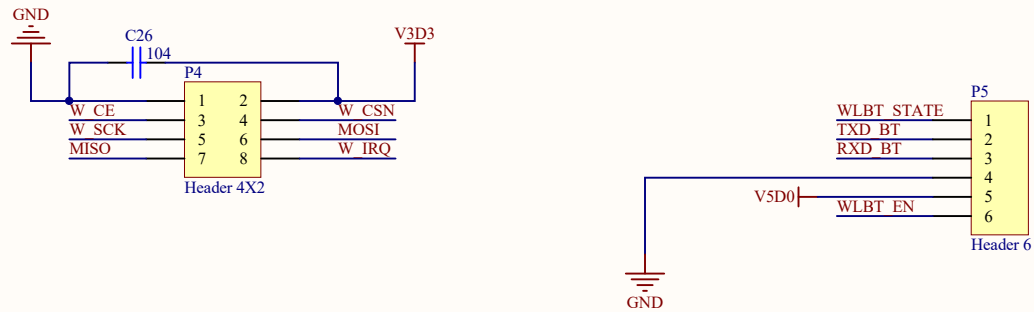 GND
C26
104
V3D3
P4
1 2
W_CE 3 4 W_CSN
W_SCK 5 6 MOSI
MISO 7 8 W_IRQ
Header 4X2
P5
WLBT_STATE 1
TXD_BT 2
RXD_BT 3
4
V5D0 5
WLBT_EN 6
Header 6
GND